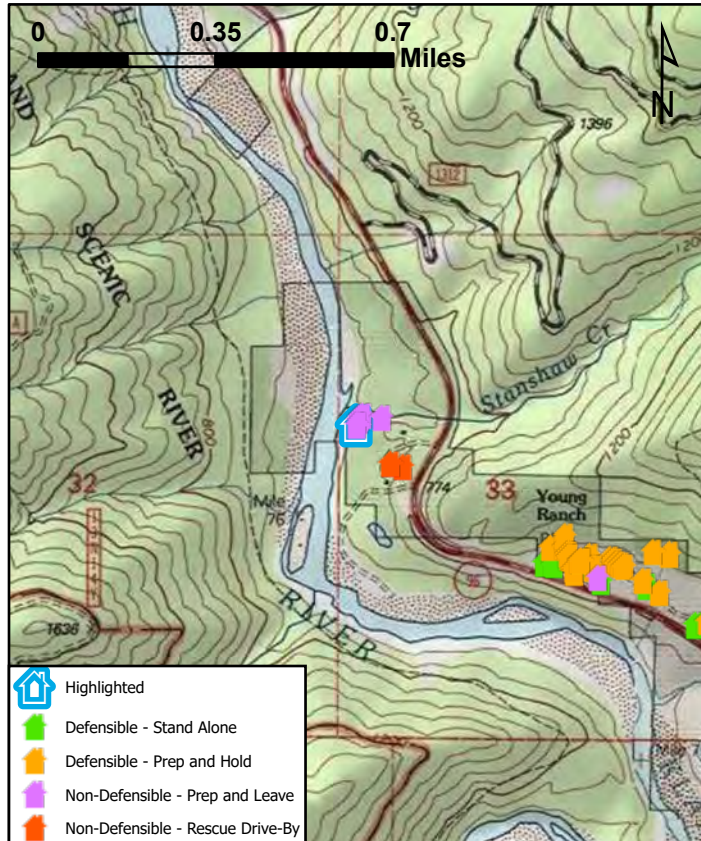 0 0.35 0.7
Miles
N
H
AND
SCENIC
RIVER
A
1200
1396
1312
1200
Stanshaw Cr
1200
800
32
Mile
76
774
33
Young
Ranch
96
RIVER
1636
Highlighted
Defensible - Stand Alone
Defensible - Prep and Hold
Non-Defensible - Prep and Leave
Non-Defensible - Rescue Drive-By